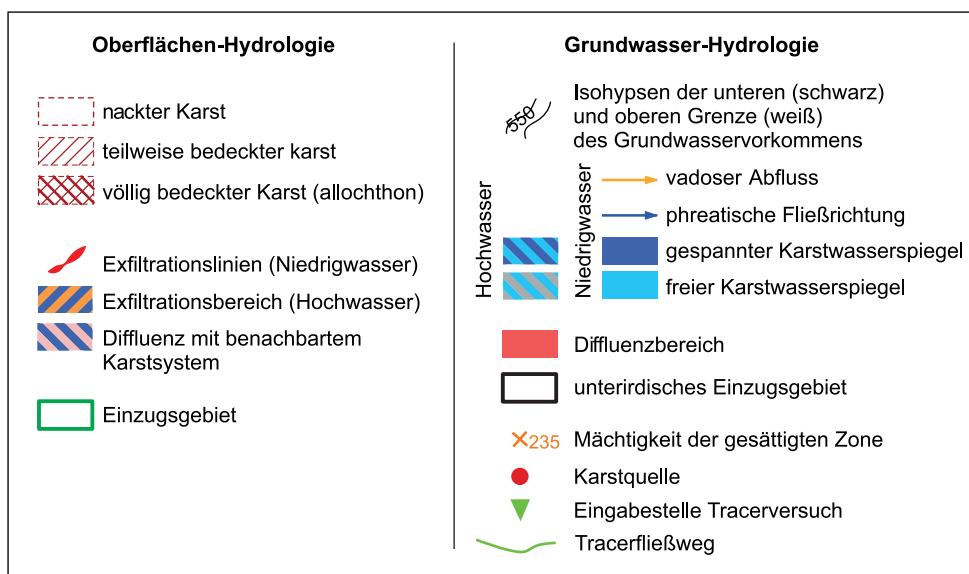 Oberflächen-Hydrologie
nackter Karst
teilweise bedeckter karst
völlig bedeckter Karst (allochthon)
Exfiltrationslinien (Niedrigwasser)
Exfiltrationsbereich (Hochwasser)
Diffluenz mit benachbartem
Karstsystem
Einzugsgebiet
Grundwasser-Hydrologie
550
Isohypsen der unteren (schwarz)
und oberen Grenze (weiß)
des Grundwasservorkommens
Hochwasser
Niedrigwasser
vadoser Abfluss
phreatische Fließrichtung
gespannter Karstwasserspiegel
freier Karstwasserspiegel
Diffluenzbereich
unterirdisches Einzugsgebiet
235 Mächtigkeit der gesättigten Zone
Karstquelle
Eingabestelle Tracerversuch
Tracerfließweg